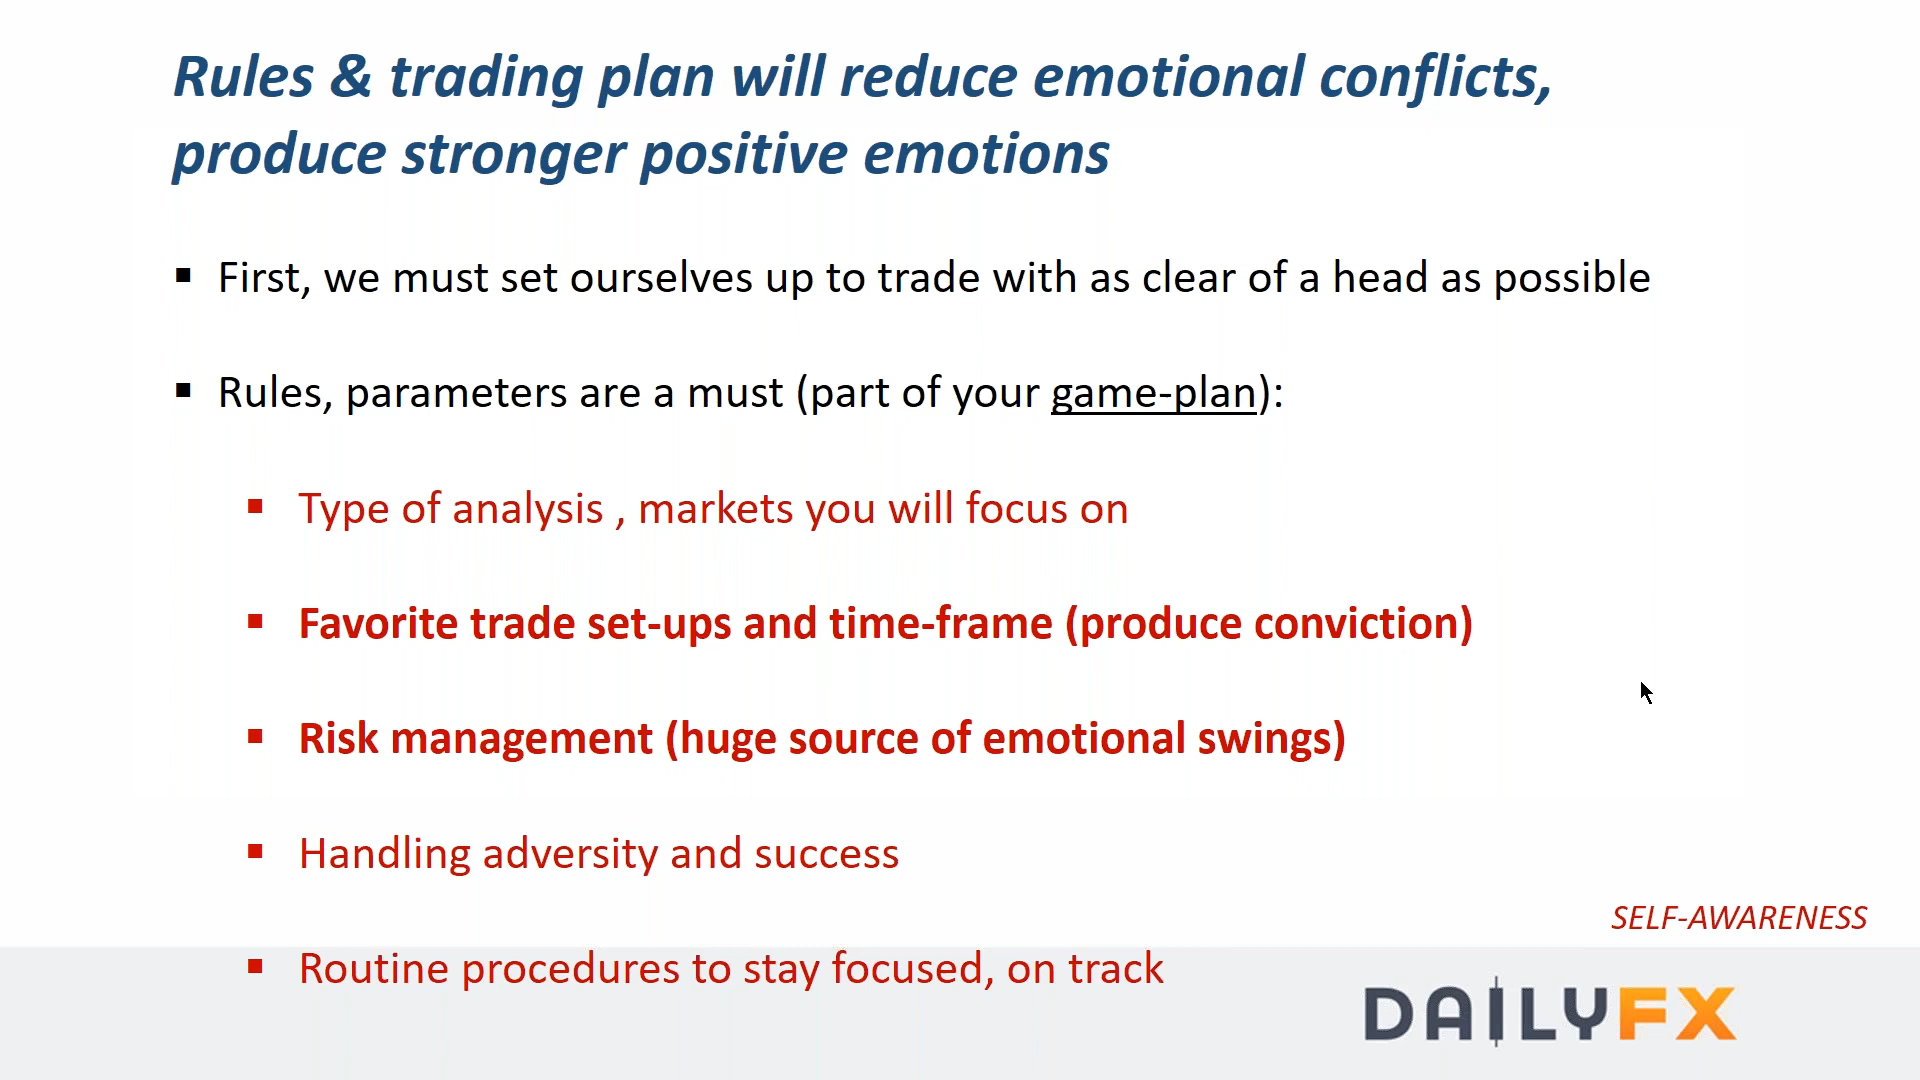 Rules & trading plan will reduce emotional conflicts,
produce stronger positive emotions
▪ First, we must set ourselves up to trade with as clear of a head as possible
▪ Rules, parameters are a must (part of your game-plan):
▪ Type of analysis , markets you will focus on
▪ Favorite trade set-ups and time-frame (produce conviction)
▪ Risk management (huge source of emotional swings)
▪ Handling adversity and success
SELF-AWARENESS
▪ Routine procedures to stay focused, on track
DAILYFX